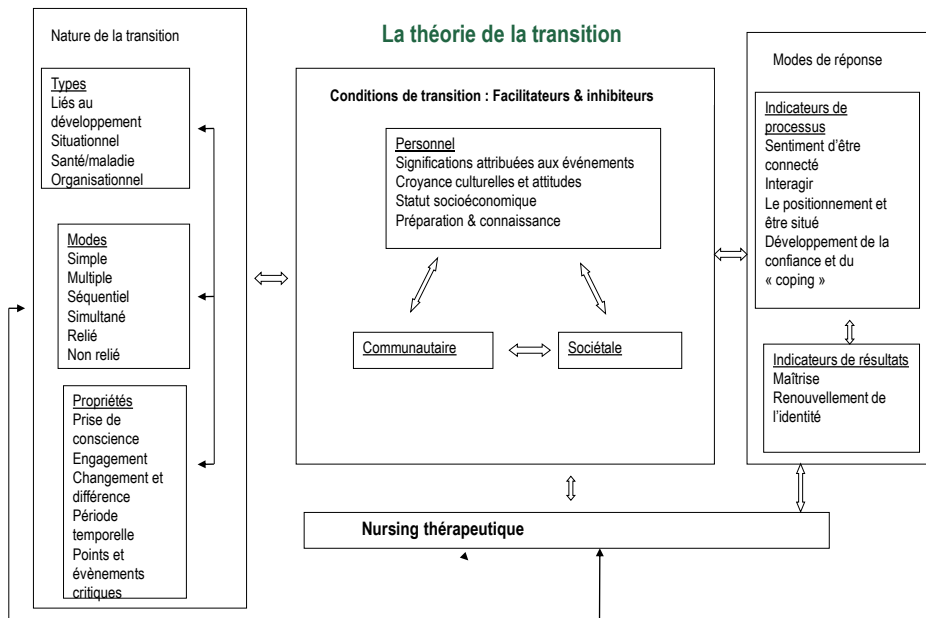 La théorie de la transition
Nature de la transition
Types
Liés au
développement
Situationnel
Santé/maladie
Organisationnel
Modes
Simple
Multiple
Séquentiel
Simultané
Relié
Non relié
Propriétés
Prise de
conscience
Engagement
Changement et
différence
Période
temporelle
Points et
évènements
critiques
Conditions de transition : Facilitateurs & inhibiteurs
Personnel
Significations attribuées aux événements
Croyance culturelles et attitudes
Statut socioéconomique
Préparation & connaissance
Communautaire
Sociétale
Modes de réponse
Indicateurs de
processus
Sentiment d’être
connecté
Interagir
Le positionnement et
être situé
Développement de la
confiance et du
« coping »
Indicateurs de résultats
Maîtrise
Renouvellement de
l’identité
Nursing thérapeutique